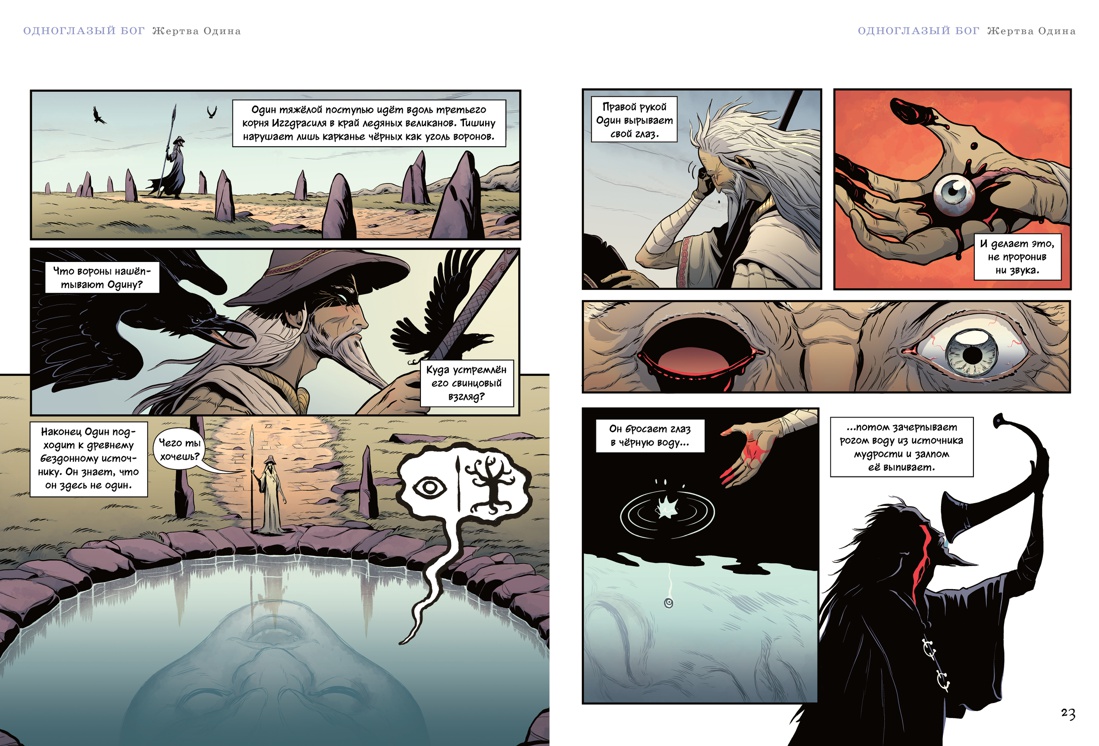 ОДНОГЛАЗЫЙ БОГ Жертва Одина
Один тяжёлой поступью идёт вдоль третьего
корня Иггдрасиля в край ледяных великанов. Тишину
нарушает лишь карканье чёрных как уголь воронов.
Что вороны нашёп-
тывают Одину?
Куда устремлён
его свинцовый
взгляд?
Наконец Один под-
ходит к древнему
бездонному источ-
нику. Он знает, что
он здесь не один.
Чего ты
хочешь?
ОДНОГЛАЗЫЙ БОГ Жертва Одина
Правой рукой
Один вырывает
свой глаз.
И делает это,
не проронив
ни звука.
Он бросает глаз
в чёрную воду...
...потом зачерпывает
рогом воду из источника
мудрости и залпом
её выпивает.
23